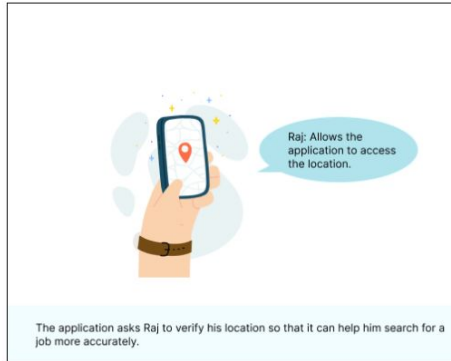 Raj: Allows the
application to access
the location.
The application asks Raj to verify his location so that it can help him search for a
job more accurately.